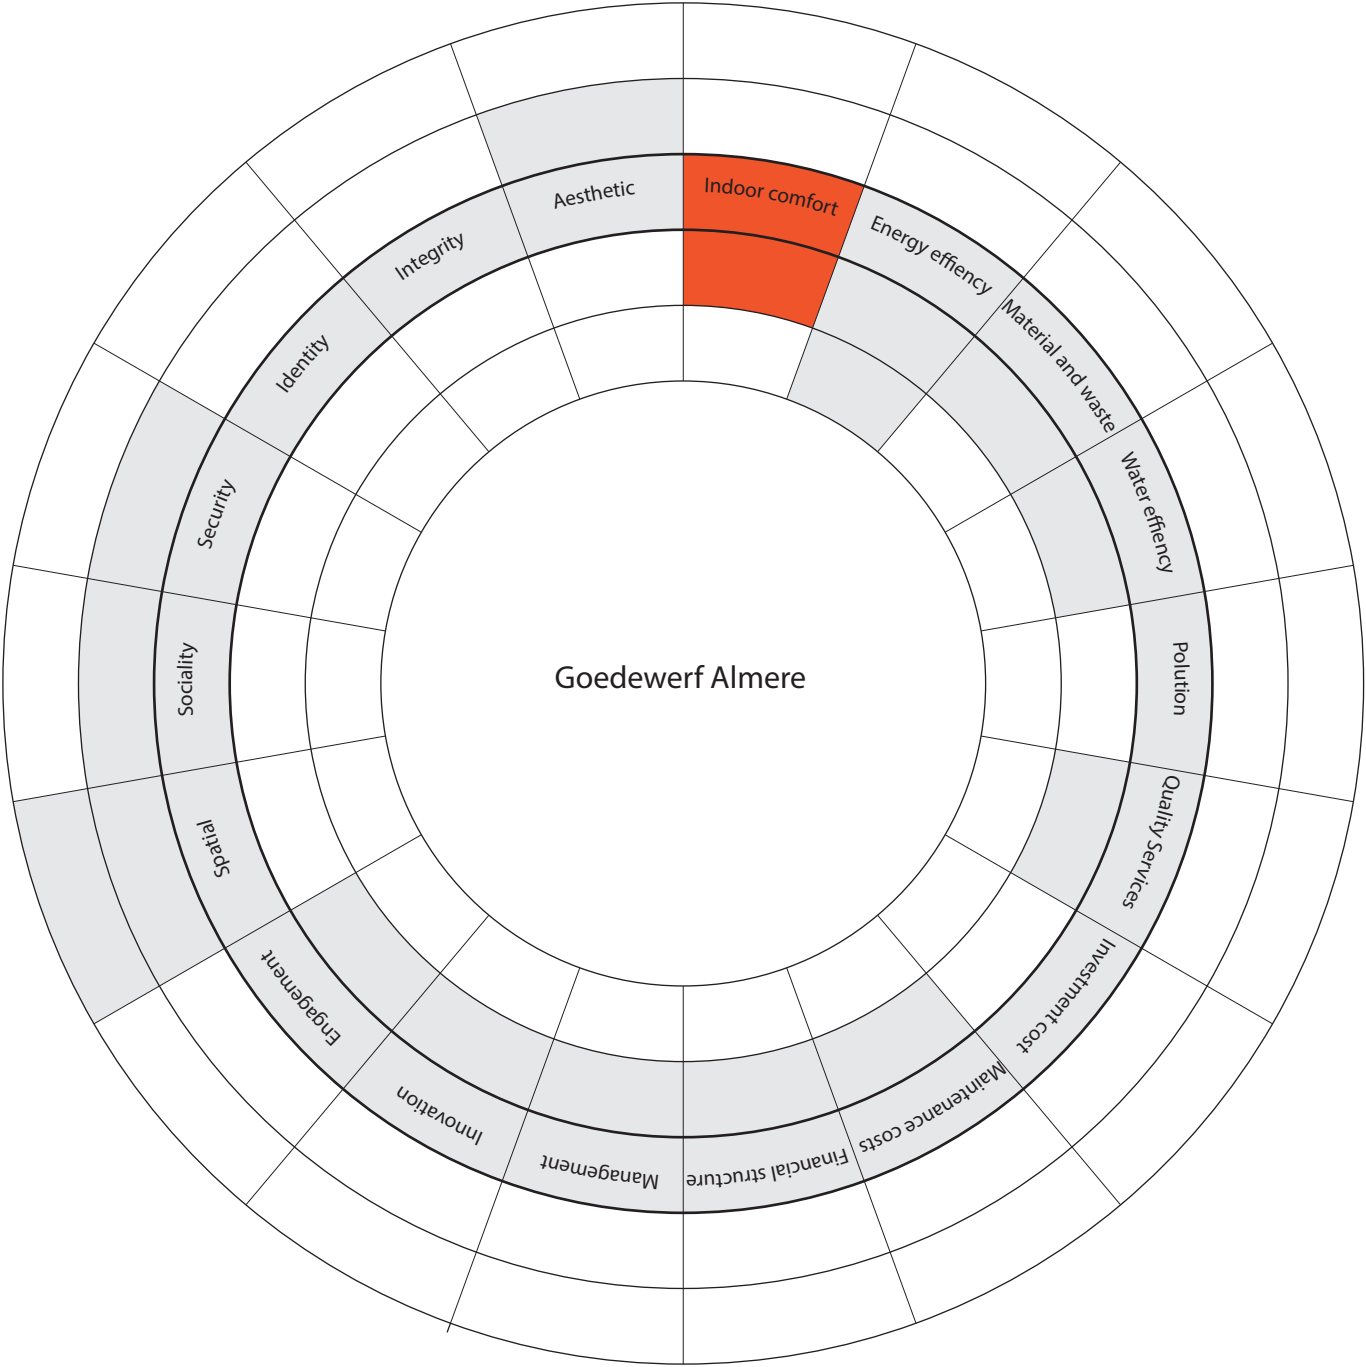 Indoor comfort
Energy effiency
Material and waste
Water effiency
Polution
Quality Services
Investment cost
Maintenance costs
Financial structure
Management
Innovation
Engagement
Spatial
Sociality
Security
Identity
Integrity
Aesthetic
Goedewerf Almere